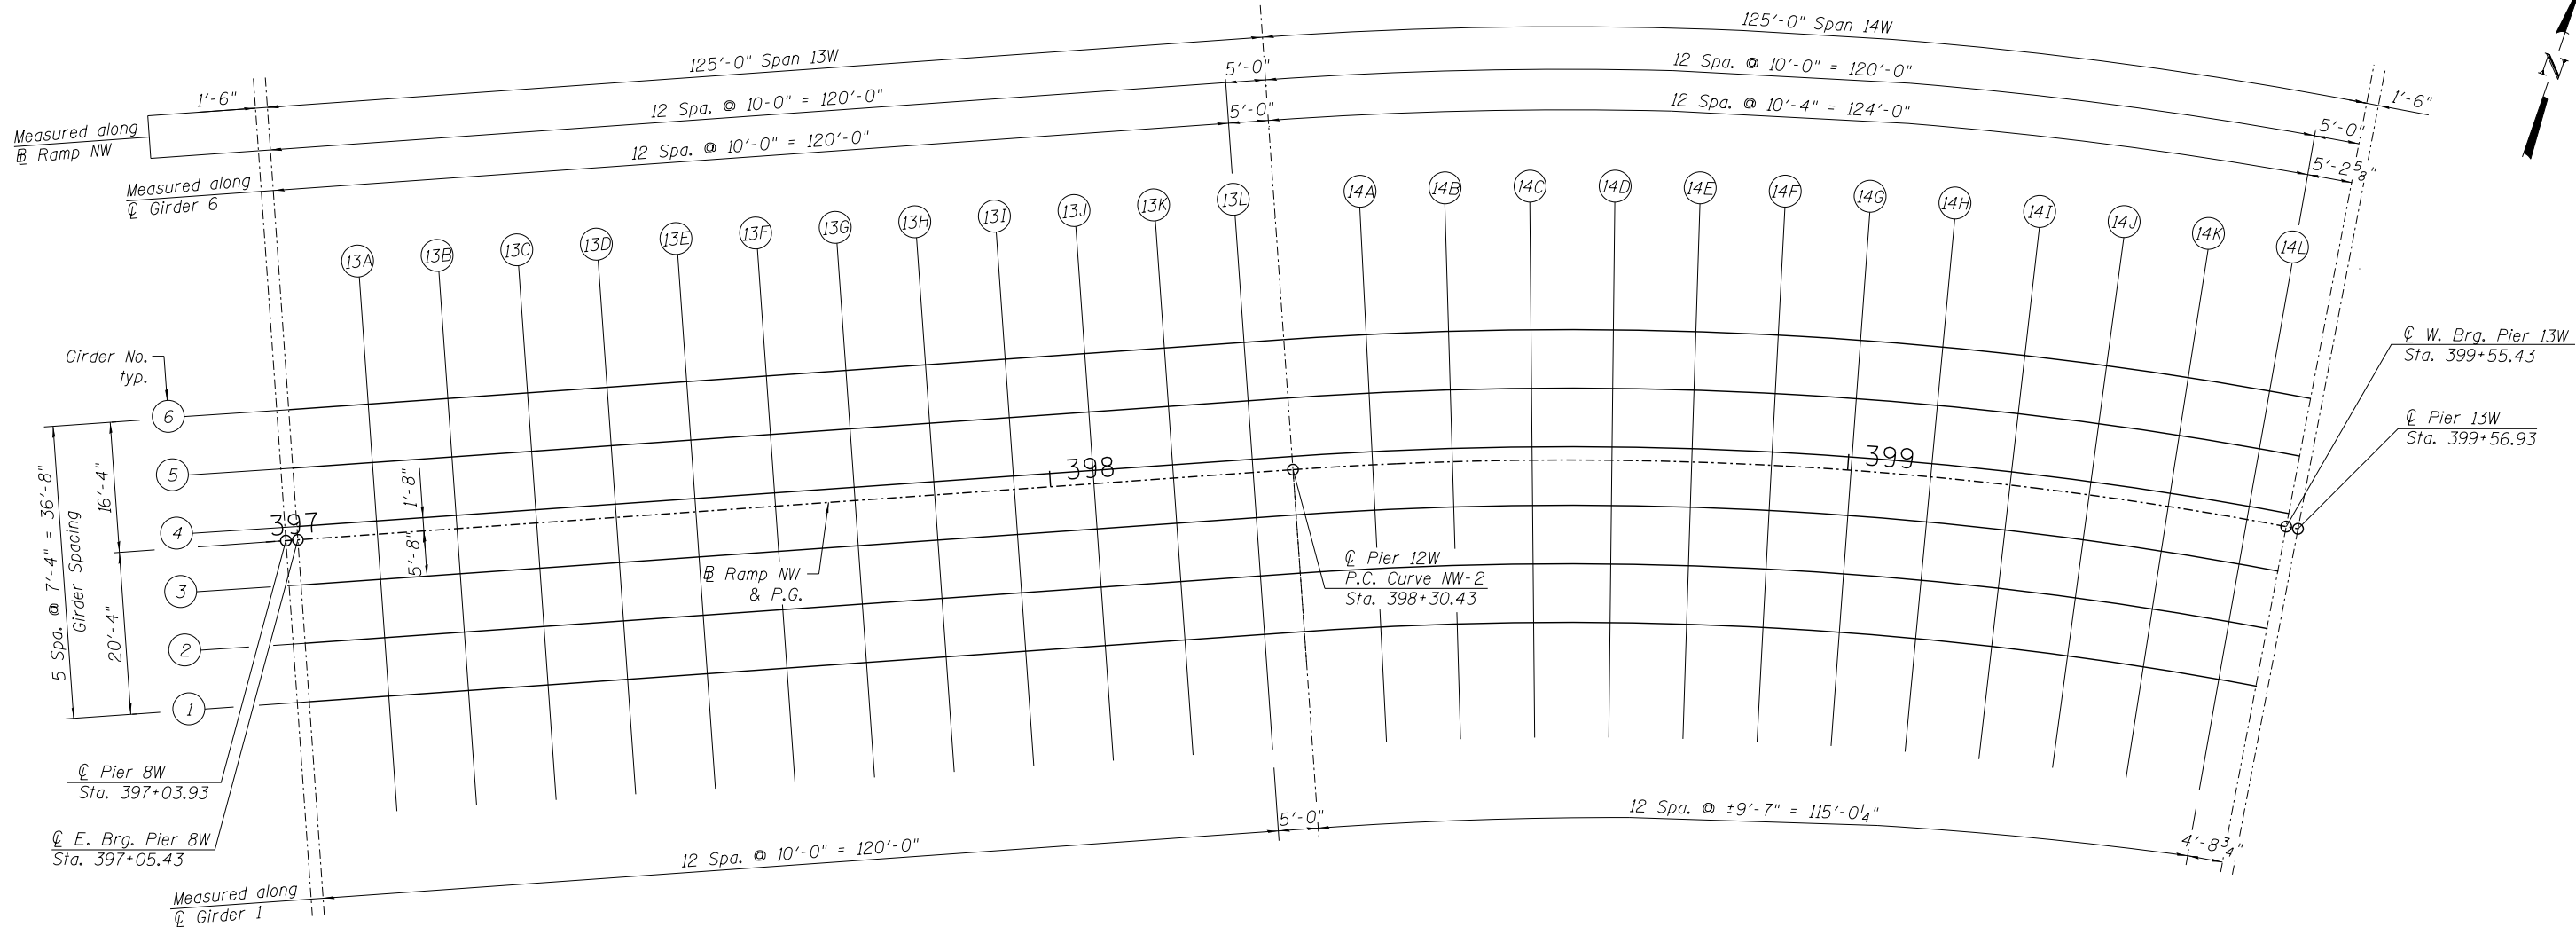 125'-0" Span 13W
125'-0" Span 14W
1'-6"
12 Spa. @ 10-0" = 120'-0"
5'-0"
12 Spa. @ 10'-0" = 120'-0"
1'-6"
Measured along
℄ Ramp NW
12 Spa. @ 10'-0" = 120'-0"
5'-0"
12 Spa. @ 10'-4" = 124'-0"
5'-0"
5'-2⅝"
Measured along
℄ Girder 6
N
13A
13B
13C
13D
13E
13F
13G
13H
13I
13J
13K
13L
14A
14B
14C
14D
14E
14F
14G
14H
14I
14J
14K
14L
Girder No.
typ.
6
5
4
3
2
1
5 Spa. @ 7'-4" = 36'-8"
Girder Spacing
16'-4"
20'-4"
397
398
399
1'-8"
5'-8"
℄ Ramp NW
& P.G.
℄ Pier 12W
P.C. Curve NW-2
Sta. 398+30.43
℄ W. Brg. Pier 13W
Sta. 399+55.43
℄ Pier 13W
Sta. 399+56.93
℄ Pier 8W
Sta. 397+03.93
℄ E. Brg. Pier 8W
Sta. 397+05.43
Measured along
℄ Girder 1
12 Spa. @ 10'-0" = 120'-0"
5'-0"
12 Spa. @ ±9'-7" = 115'-0¼"
4'-8¾"